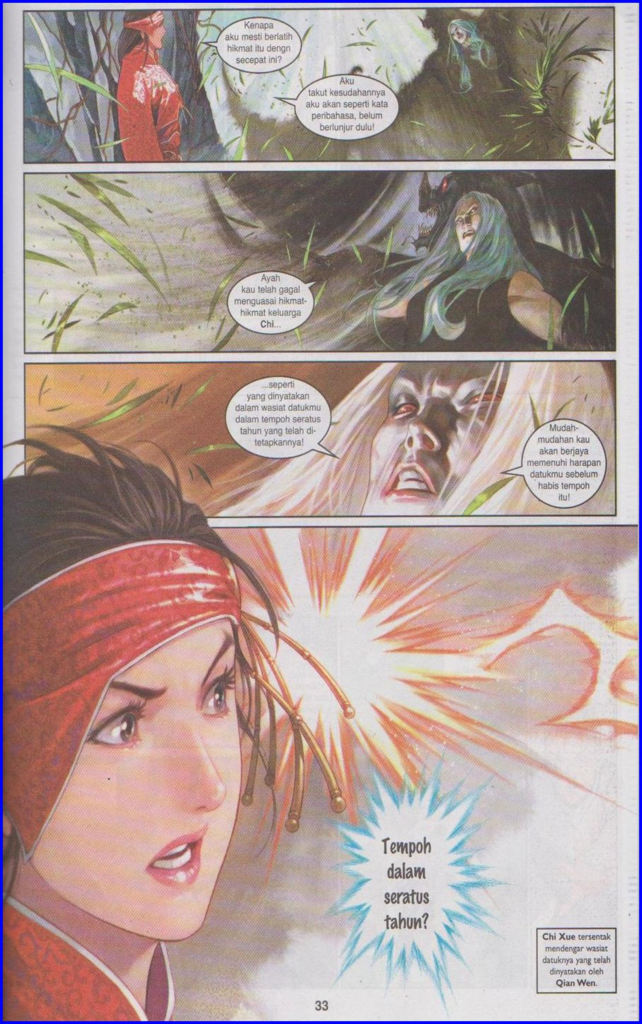 Kenapa
aku mesti berlatih
hikmat itu dengn
secepat ini?
Aku
takut kesudahannya
aku akan seperti kata
peribahasa, belum
berlunjur dulu!
Ayah
kau telah gagal
menguasai hikmat-
hikmat keluarga
Chi...
...seperti
yang dinyatakan
dalam wasiat datukmu
dalam tempoh seratus
tahun yang telah di-
tetapkannya!
Mudah-
mudahan kau
akan berjaya
memenuhi harapan
datukmu sebelum
habis tempoh
itu!
Tempoh
dalam
seratus
tahun?
Chi Xue tersentak
mendengar wasiat
datuknya yang telah
dinyatakan oleh
Qian Wen.
33